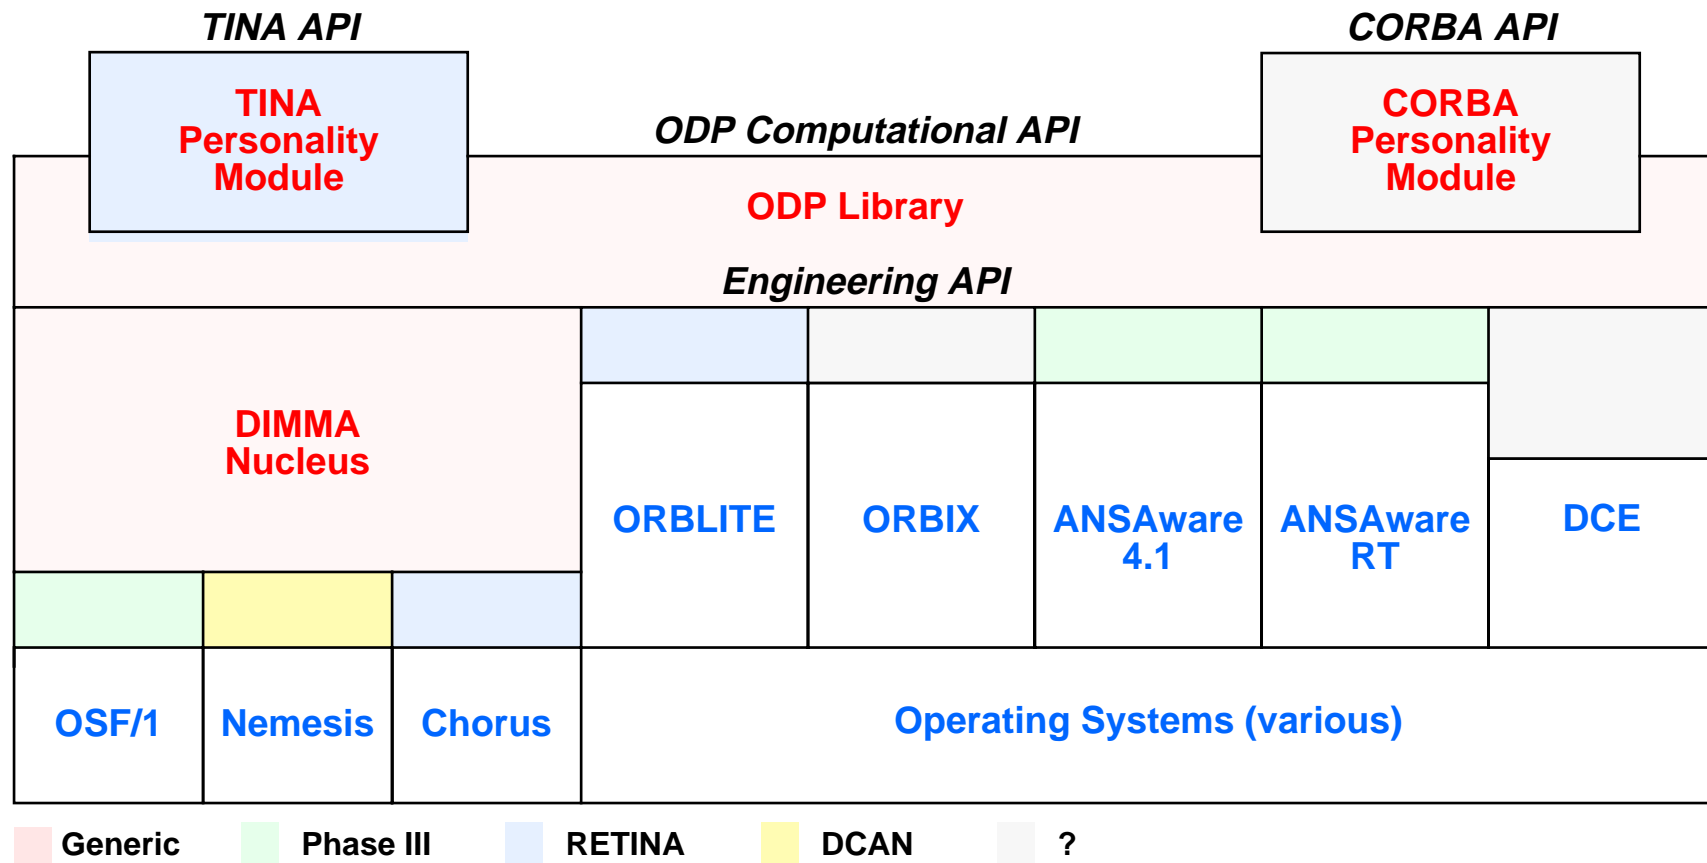 TINA API
CORBA API
TINA
Personality
Module
CORBA
Personality
Module
ODP Computational API
ODP Library
Engineering API
DIMMA
Nucleus
ORBLITE
ORBIX
ANSAware
4.1
ANSAware
RT
DCE
OSF/1
Nemesis
Chorus
Operating Systems (various)
Generic
Phase III
RETINA
DCAN
?